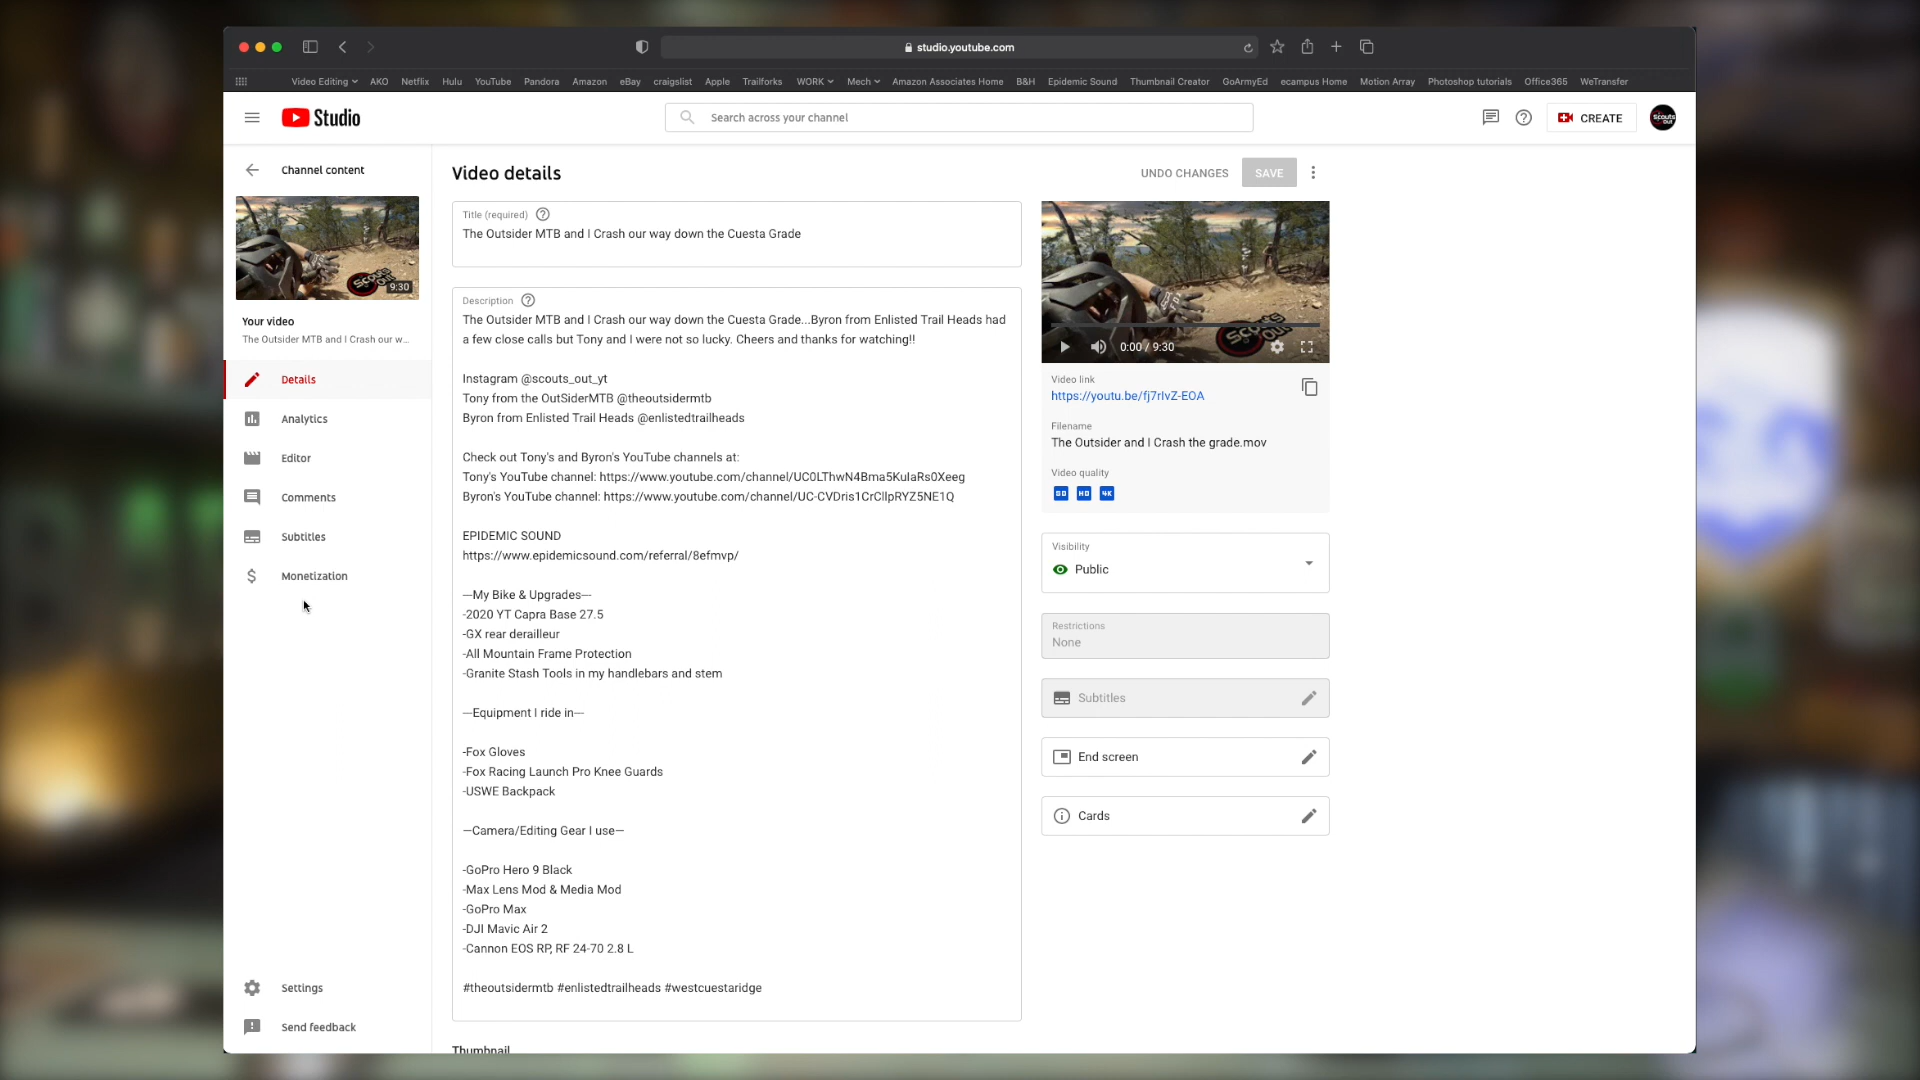 studio.youtube.com
Video Editing AKO Netflix Hulu YouTube Pandora Amazon eBay craigslist Apple Trailforks WORK Mech Amazon Associates Home B&H Epidemic Sound Thumbnail Creator GoArmyEd ecampus Home Motion Array Photoshop tutorials Office365 WeTransfer
Studio
Search across your channel
CREATE
Scouts Out
Channel content
Scouts Out
9:30
Your video
The Outsider MTB and I Crash our w...
Details
Analytics
Editor
Comments
Subtitles
Monetization
Settings
Send feedback
Video details
UNDO CHANGES
SAVE
Title (required)
The Outsider MTB and I Crash our way down the Cuesta Grade
Description
The Outsider MTB and I Crash our way down the Cuesta Grade...Byron from Enlisted Trail Heads had
a few close calls but Tony and I were not so lucky. Cheers and thanks for watching!!
Instagram @scouts_out_yt
Tony from the OutSiderMTB @theoutsidermtb
Byron from Enlisted Trail Heads @enlistedtrailheads
Check out Tony's and Byron's YouTube channels at:
Tony's YouTube channel: https://www.youtube.com/channel/UC0LThwN4Bma5KulaRs0Xeeg
Byron's YouTube channel: https://www.youtube.com/channel/UC-CVDris1CrCllpRYZ5NE1Q
EPIDEMIC SOUND
https://www.epidemicsound.com/referral/8efmvp/
—My Bike & Upgrades—
-2020 YT Capra Base 27.5
-GX rear derailleur
-All Mountain Frame Protection
-Granite Stash Tools in my handlebars and stem
—Equipment I ride in—
-Fox Gloves
-Fox Racing Launch Pro Knee Guards
-USWE Backpack
—Camera/Editing Gear I use—
-GoPro Hero 9 Black
-Max Lens Mod & Media Mod
-GoPro Max
-DJI Mavic Air 2
-Cannon EOS RP, RF 24-70 2.8 L
#theoutsidermtb #enlistedtrailheads #westcuestaridge
Thumbnail
Scouts Out
0:00 / 9:30
Video link
https://youtu.be/fj7rIvZ-EOA
Filename
The Outsider and I Crash the grade.mov
Video quality
SD HD 4K
Visibility
Public
Restrictions
None
Subtitles
End screen
Cards